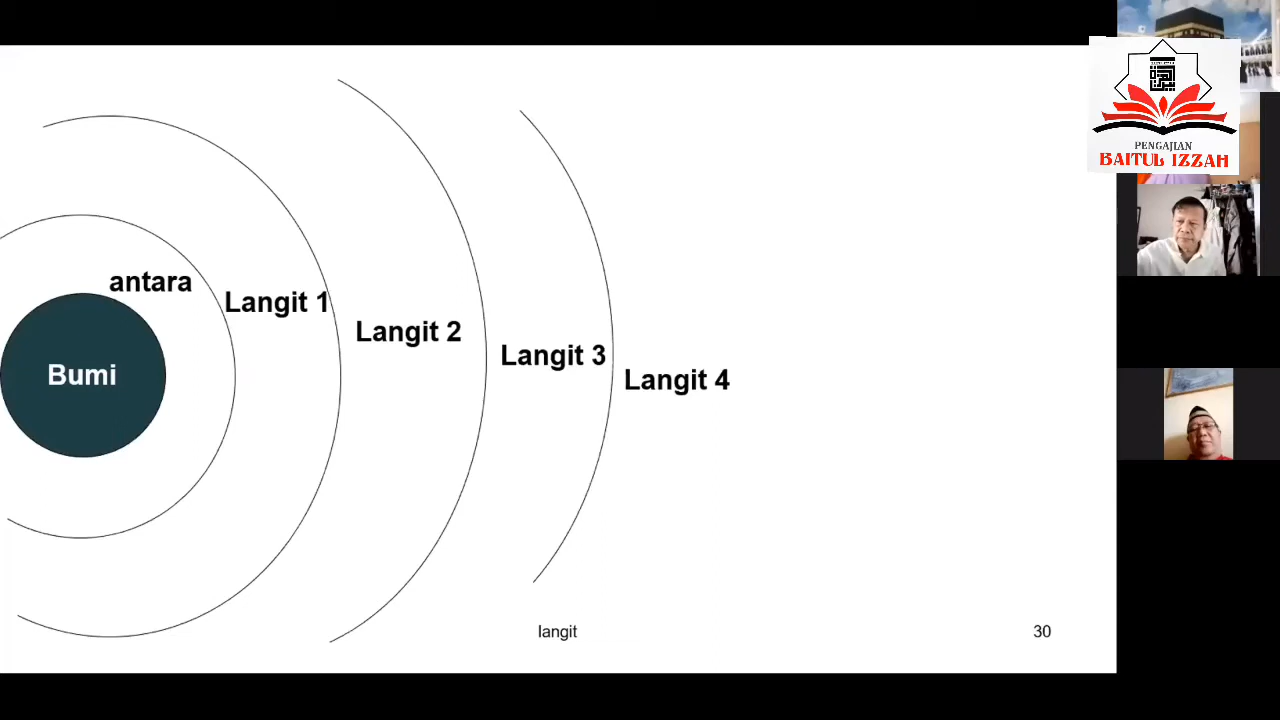 PENGAJIAN
BAITUL IZZAH
antara
Langit 1
Langit 2
Langit 3
Langit 4
Bumi
langit
30